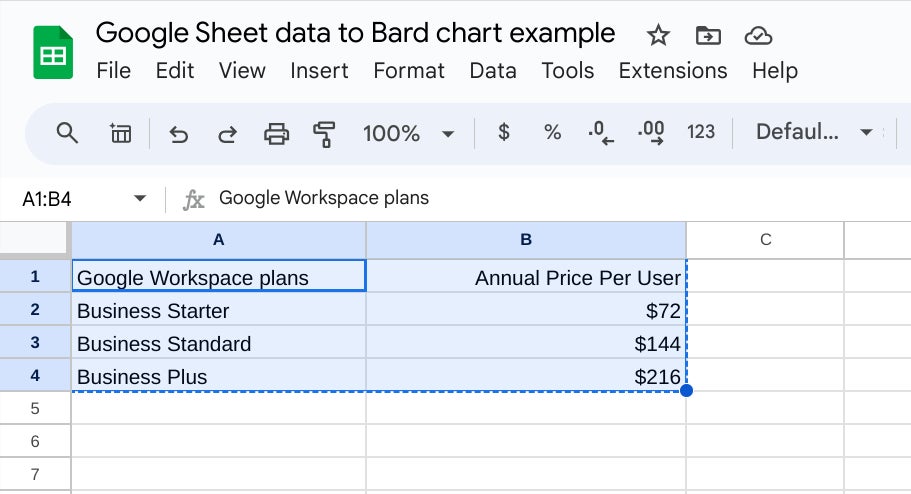 Google Sheet data to Bard chart example
File Edit View Insert Format Data Tools Extensions Help
100% $ % .0 .00 123 Defaul...
A1:B4 fx Google Workspace plans
A B C
1 Google Workspace plans Annual Price Per User
2 Business Starter $72
3 Business Standard $144
4 Business Plus $216
5
6
7